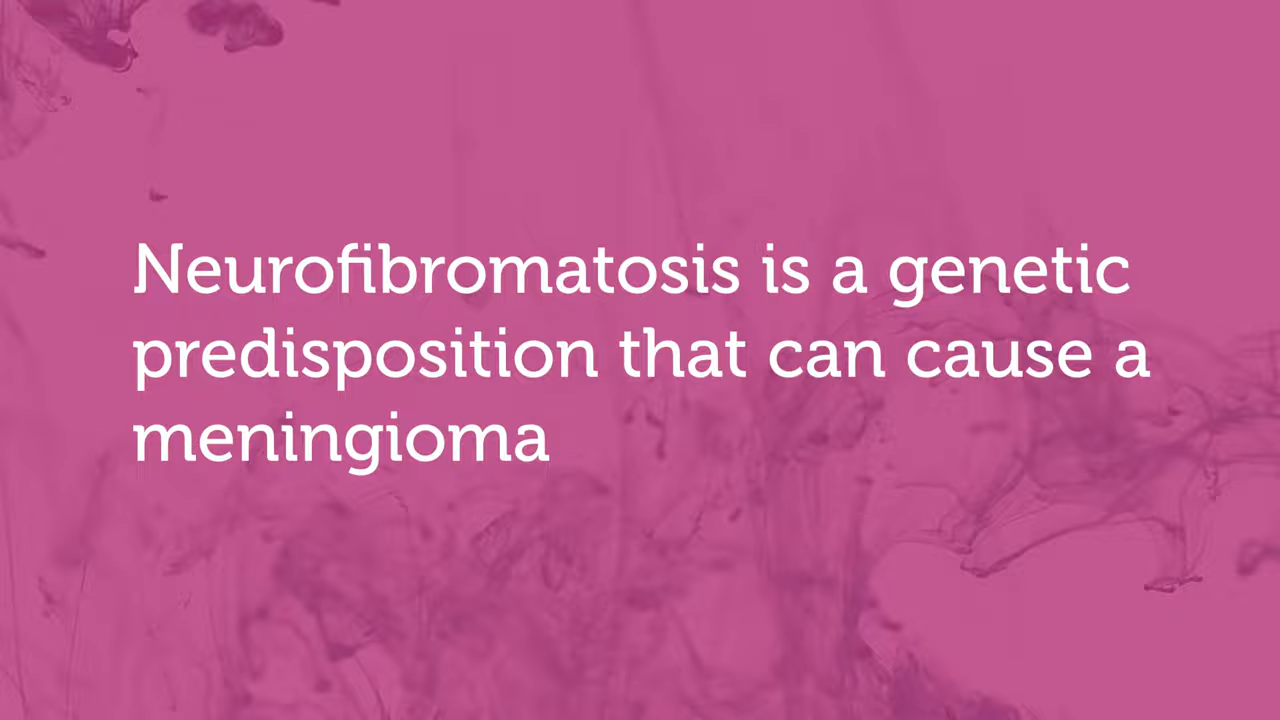 Neurofibromatosis is a genetic
predisposition that can cause a
meningioma